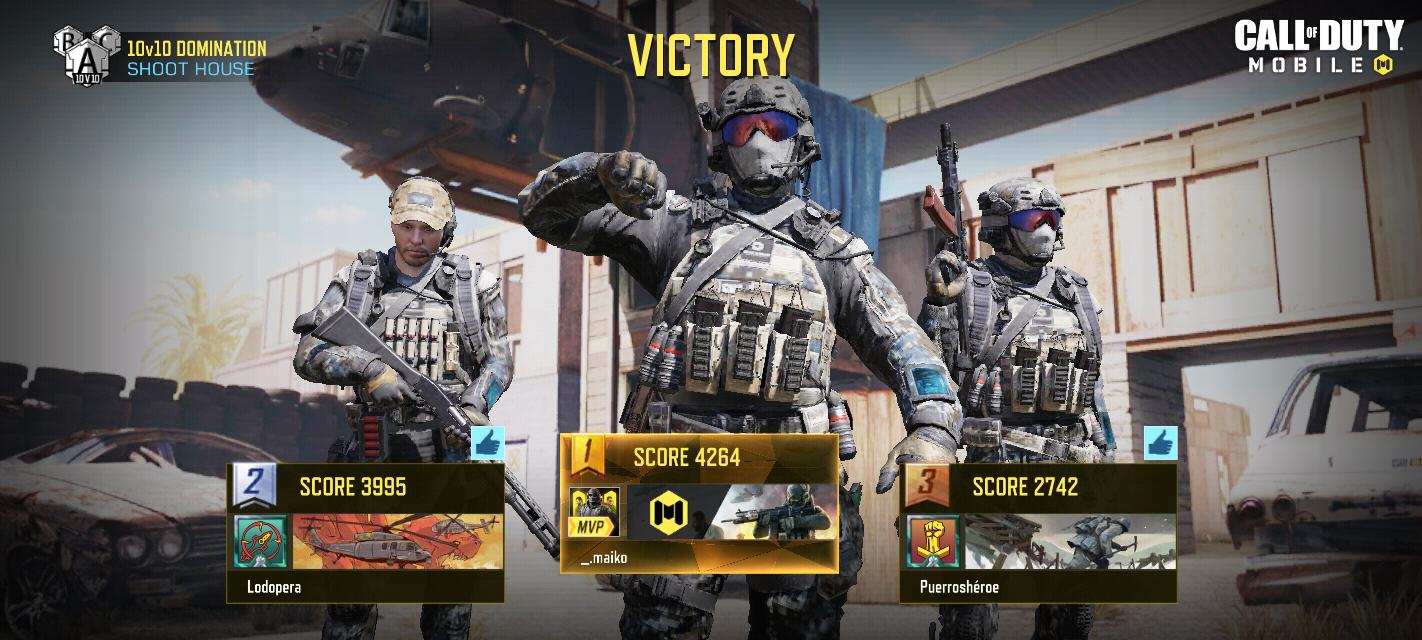 B C
A
10V10
10v10 DOMINATION
SHOOT HOUSE
VICTORY
CALL OF DUTY
MOBILE
2
SCORE 3995
Lodopera
1
SCORE 4264
MVP
_.maiko
3
SCORE 2742
Puerroshéroe